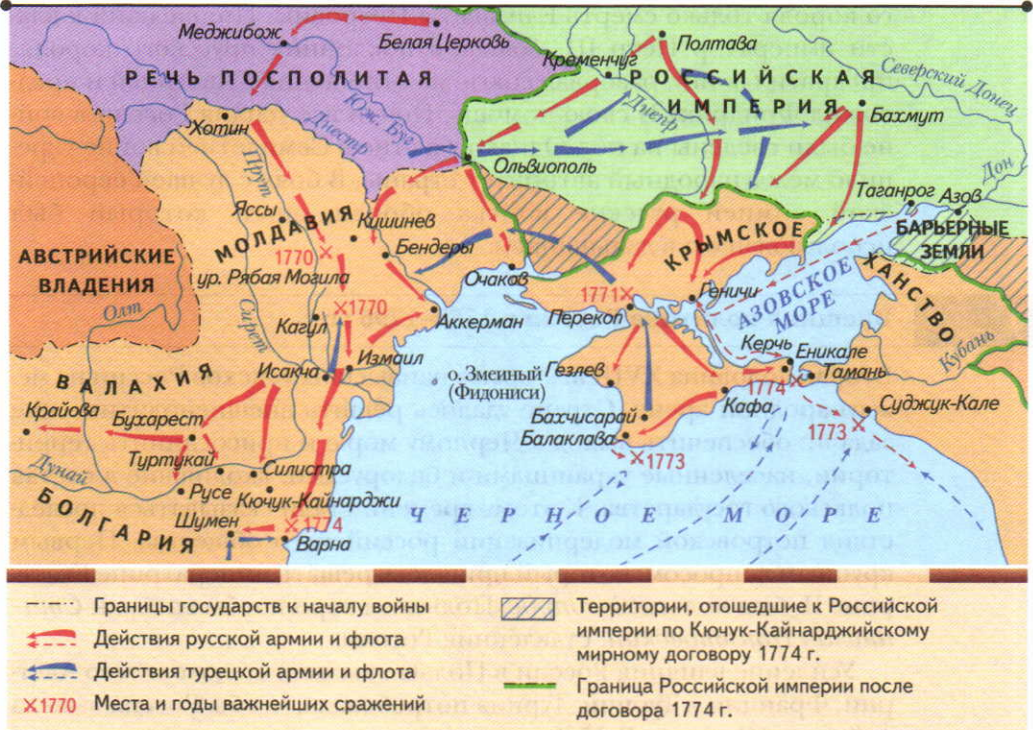 Меджибож
Белая Церковь
Полтава
Кременчуг
РЕЧЬ ПОСПОЛИТАЯ
РОССИЙСКАЯ
ИМПЕРИЯ
Северский Донец
Бахмут
Хотин
Днестр
Юж. Буг
Днепр
Ольвиополь
Дон
Прут
Таганрог
Азов
Яссы
МОЛДАВИЯ
Кишинев
БАРЬЕРНЫЕ
ЗЕМЛИ
АВСТРИЙСКИЕ
ВЛАДЕНИЯ
1770
Бендеры
КРЫМСКОЕ
ХАНСТВО
ур. Рябая Могила
Очаков
АЗОВСКОЕ
МОРЕ
Олт
Сирет
1770
1771
Геничи
Кагул
Аккерман
Перекоп
Кубань
Керчь
Еникале
Измаил
о. Змеиный
(Фидониси)
Гезлев
Тамань
ВАЛАХИЯ
Исакча
1774
Крайова
Бухарест
Бахчисарай
Кафа
Суджук-Кале
Балаклава
1773
1773
Туртукай
Силистра
Дунай
Русе
Кючук-Кайнарджи
БОЛГАРИЯ
Шумен
1774
Варна
ЧЕРНОЕ МОРЕ
Границы государств к началу войны
Действия русской армии и флота
Действия турецкой армии и флота
1770 Места и годы важнейших сражений
Территории, отошедшие к Российской
империи по Кючук-Кайнарджийскому
мирному договору 1774 г.
Граница Российской империи после
договора 1774 г.